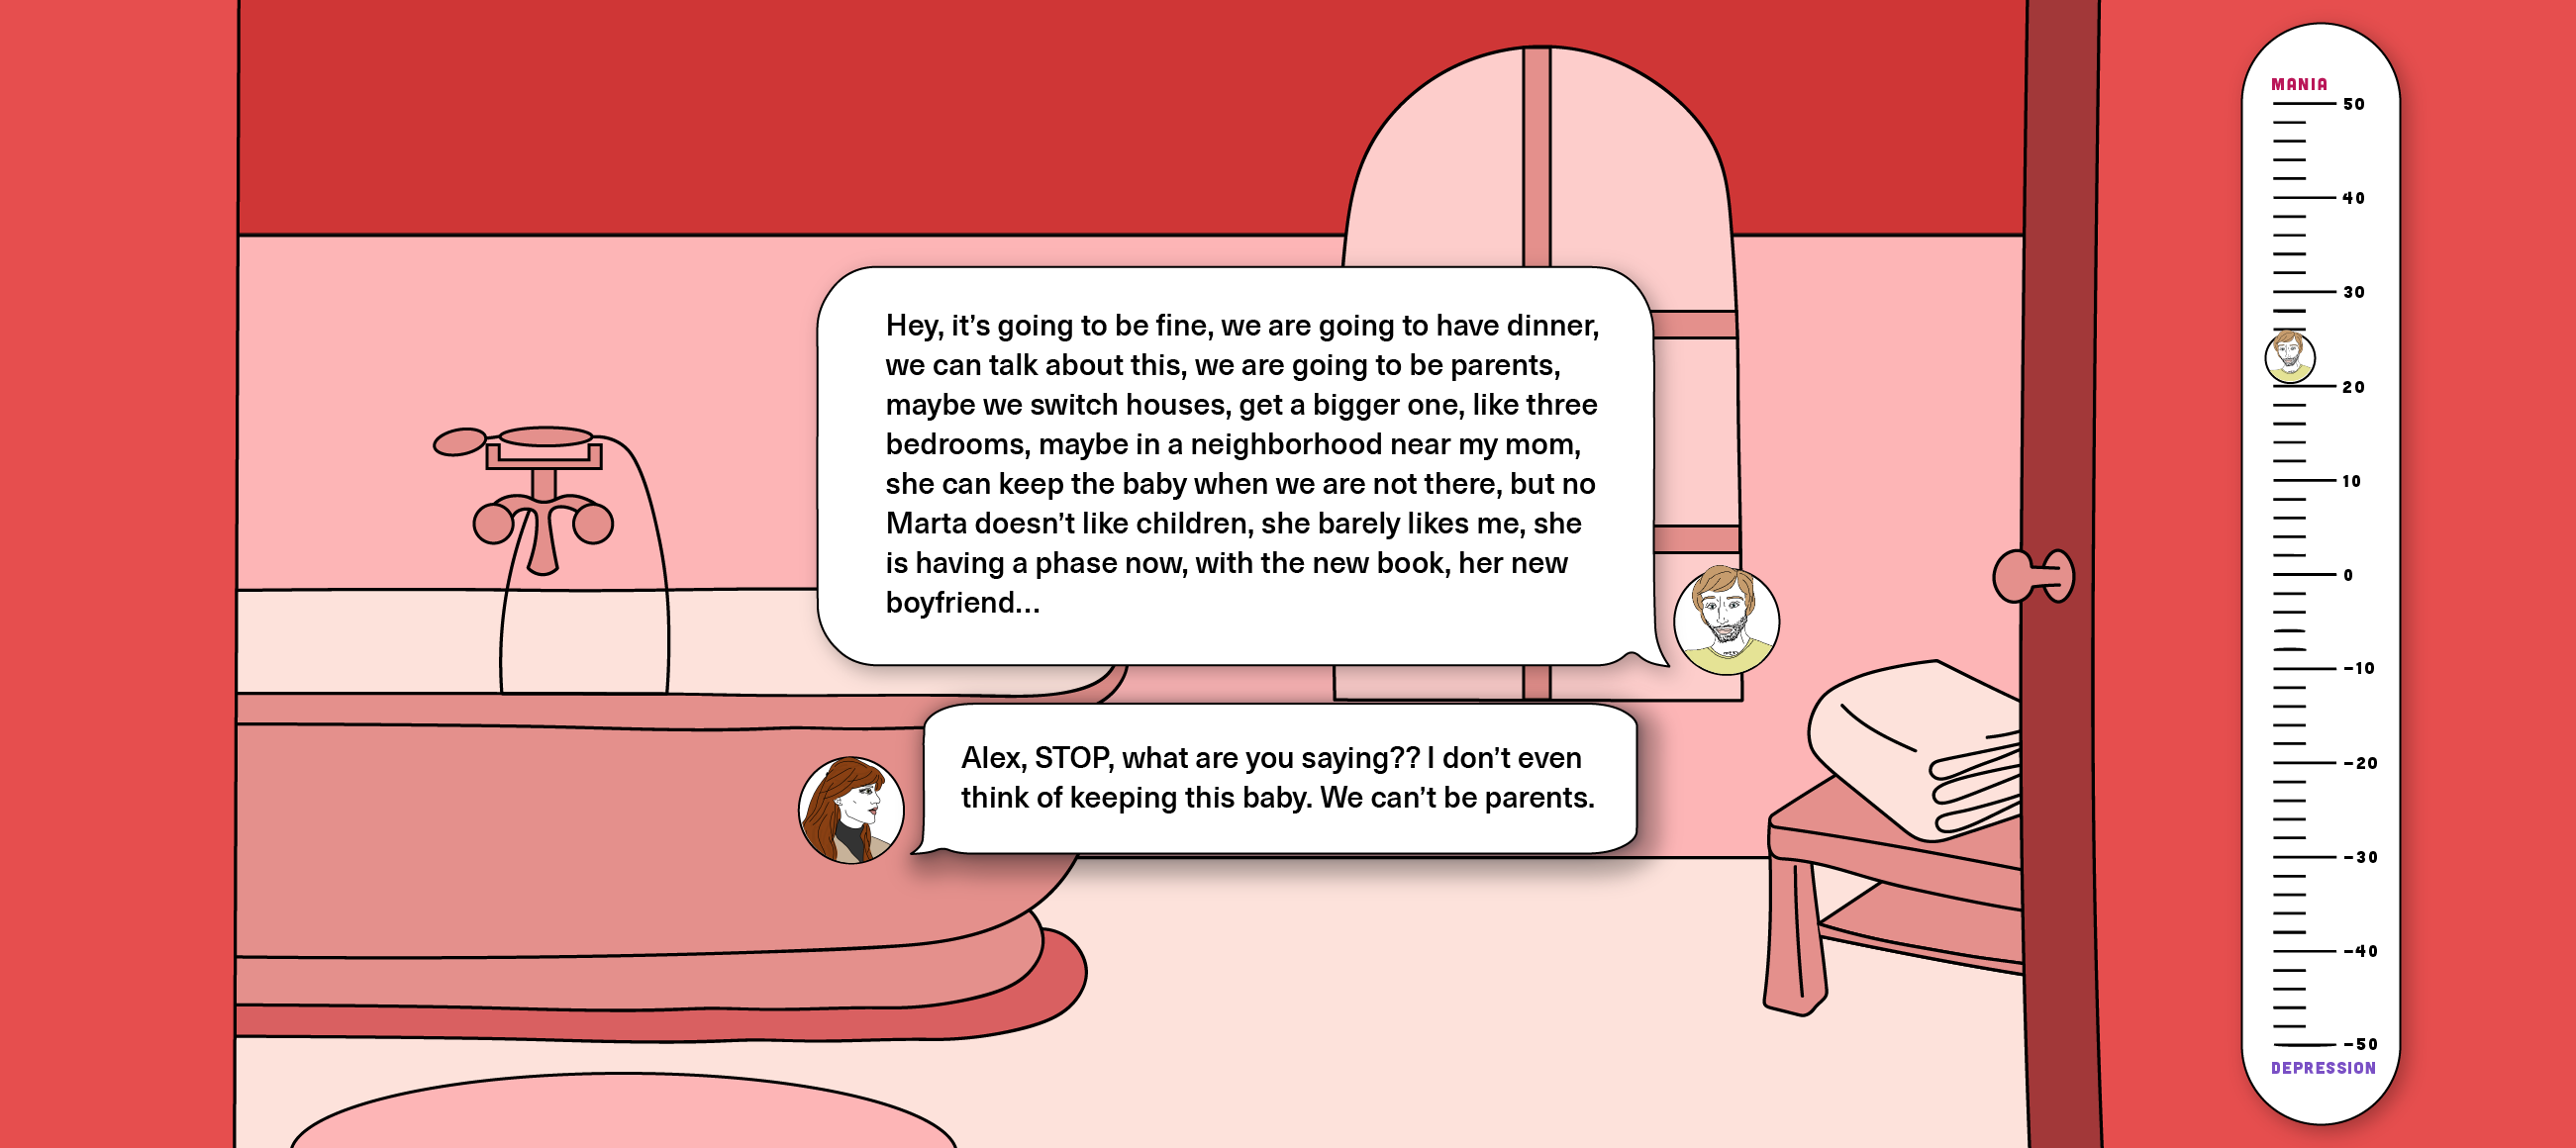 Hey, it’s going to be fine, we are going to have dinner,
we can talk about this, we are going to be parents,
maybe we switch houses, get a bigger one, like three
bedrooms, maybe in a neighborhood near my mom,
she can keep the baby when we are not there, but no
Marta doesn’t like children, she barely likes me, she
is having a phase now, with the new book, her new
boyfriend...
Alex, STOP, what are you saying?? I don’t even
think of keeping this baby. We can’t be parents.
MANIA
50
40
30
20
10
0
-10
-20
-30
-40
-50
DEPRESSION